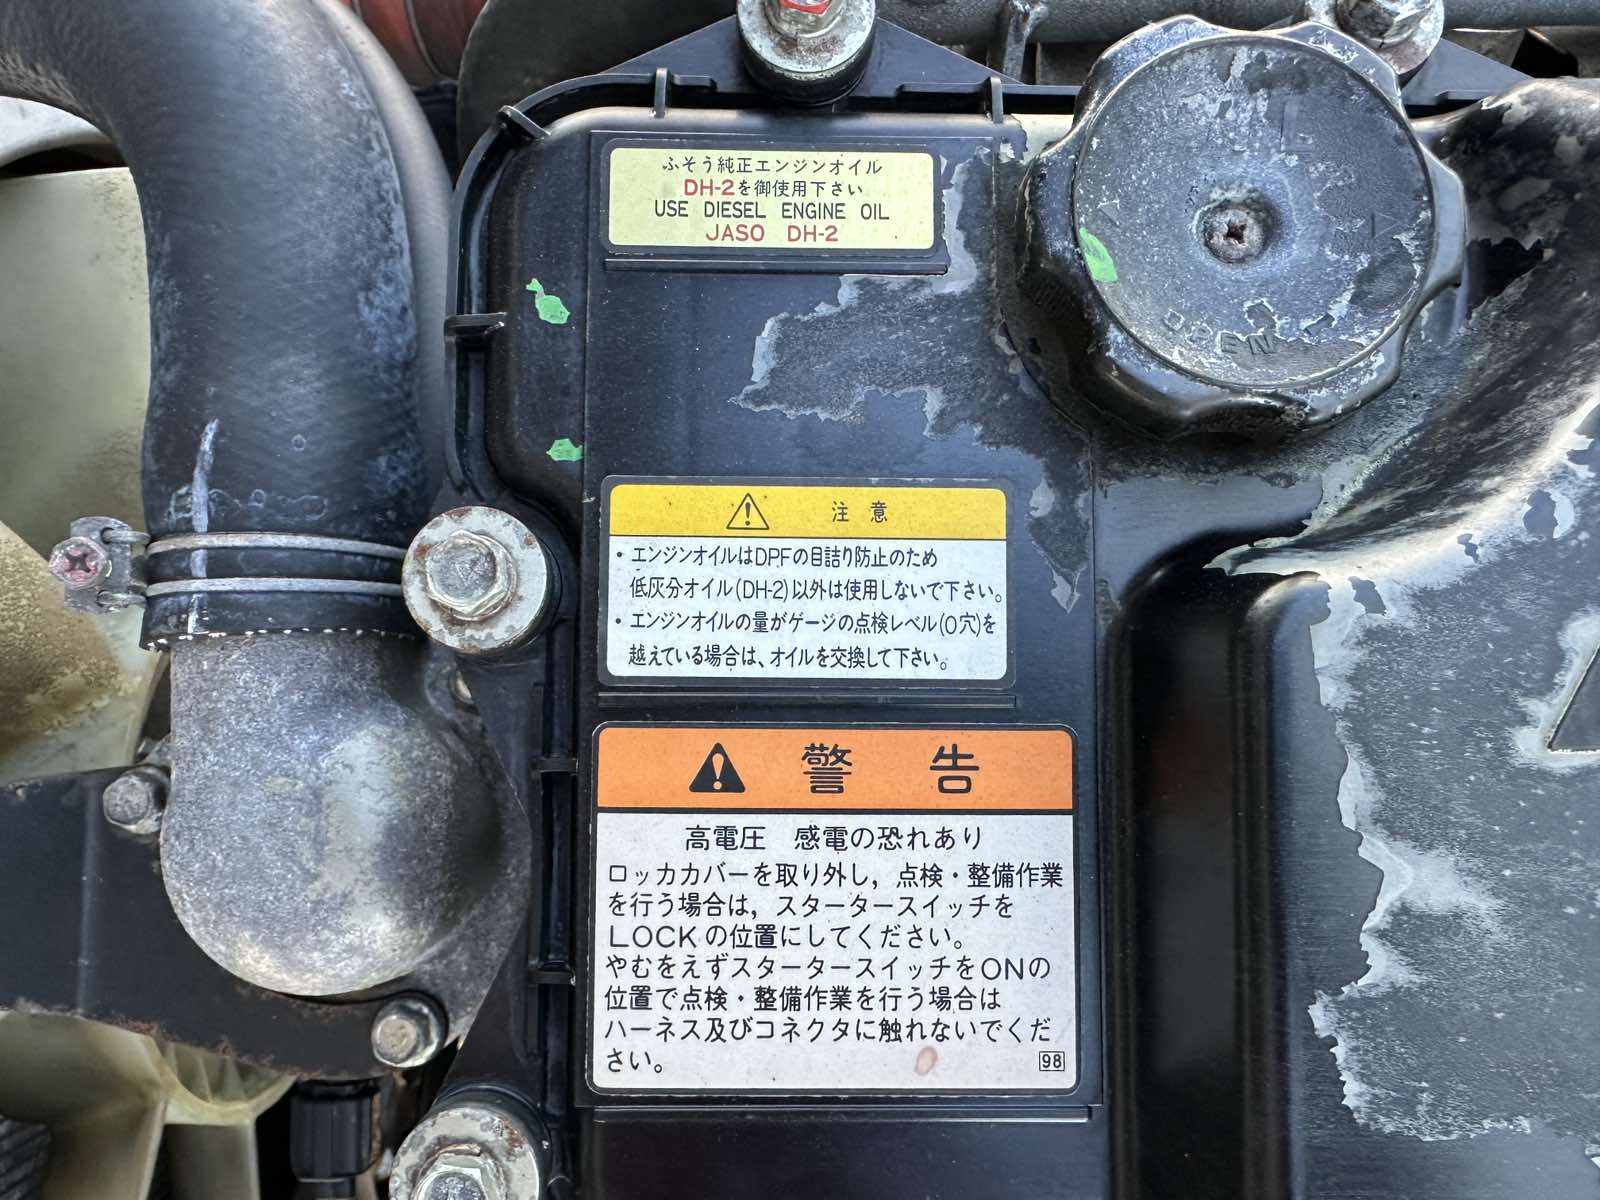 ふそう純正エンジンオイル
DH-2を御使用下さい
USE DIESEL ENGINE OIL
JASO DH-2
OPEN
注意
・エンジンオイルはDPFの目詰り防止のため
低灰分オイル(DH-2)以外は使用しないで下さい。
・エンジンオイルの量がゲージの点検レベル(O穴)を
越えている場合は、オイルを交換して下さい。
警告
高電圧 感電の恐れあり
ロッカカバーを取り外し，点検・整備作業
を行う場合は，スタータースイッチを
LOCKの位置にしてください。
やむをえずスタータースイッチをONの
位置で点検・整備作業を行う場合は
ハーネス及びコネクタに触れないでくだ
さい。
98